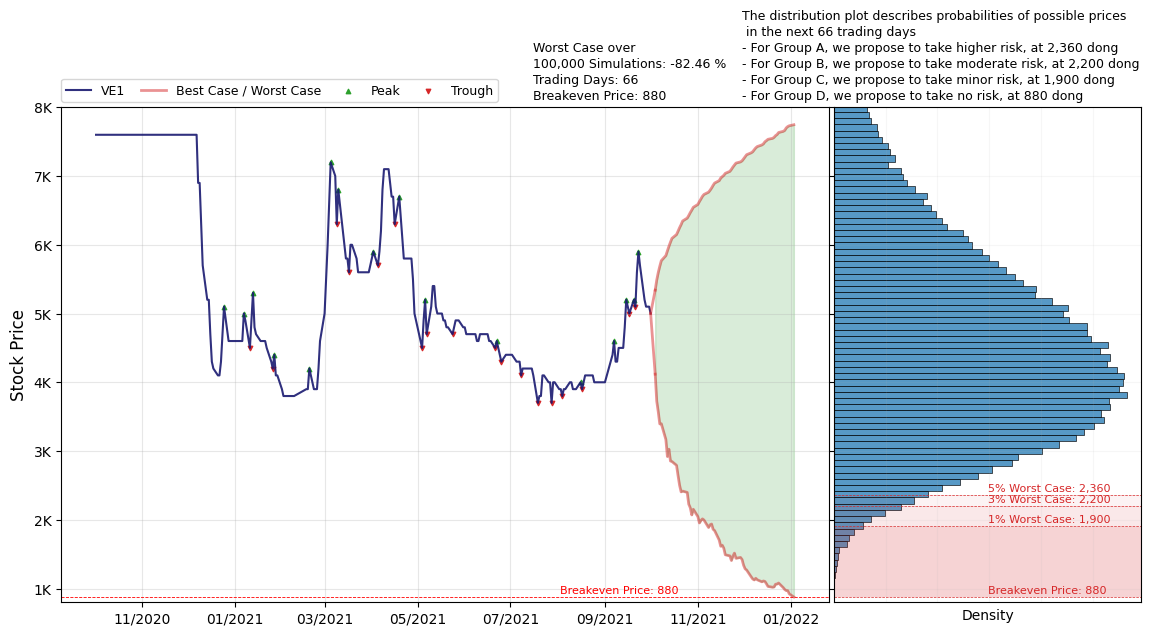 The distribution plot describes probabilities of possible prices
in the next 66 trading days
- For Group A, we propose to take higher risk, at 2,360 dong
- For Group B, we propose to take moderate risk, at 2,200 dong
- For Group C, we propose to take minor risk, at 1,900 dong
- For Group D, we propose to take no risk, at 880 dong
Worst Case over
100,000 Simulations: -82.46 %
Trading Days: 66
Breakeven Price: 880
VE1
Best Case / Worst Case
Peak
Trough
Stock Price
8K
7K
6K
5K
4K
3K
2K
1K
Breakeven Price: 880
11/2020
01/2021
03/2021
05/2021
07/2021
09/2021
11/2021
01/2022
5% Worst Case: 2,360
3% Worst Case: 2,200
1% Worst Case: 1,900
Breakeven Price: 880
Density